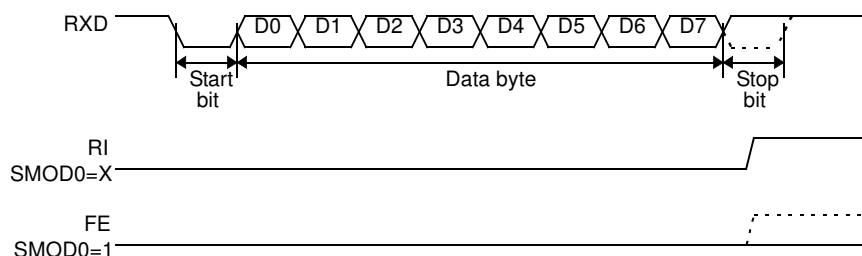 RXD D0 D1 D2 D3 D4 D5 D6 D7
Start bit
Data byte
Stop bit
RI
SMOD0=X
FE
SMOD0=1